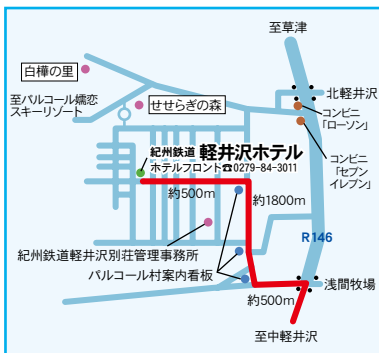 至草津
白樺の里
北軽井沢
せせらぎの森
コンビニ
「ローソン」
至パルコール嬬恋
スキーリゾート
紀州鉄道 軽井沢ホテル
ホテルフロント☎0279-84-3011
コンビニ
「セブン
イレブン」
約500m
約1800m
紀州鉄道軽井沢別荘管理事務所
R146
パルコール村案内看板
浅間牧場
約500m
至中軽井沢